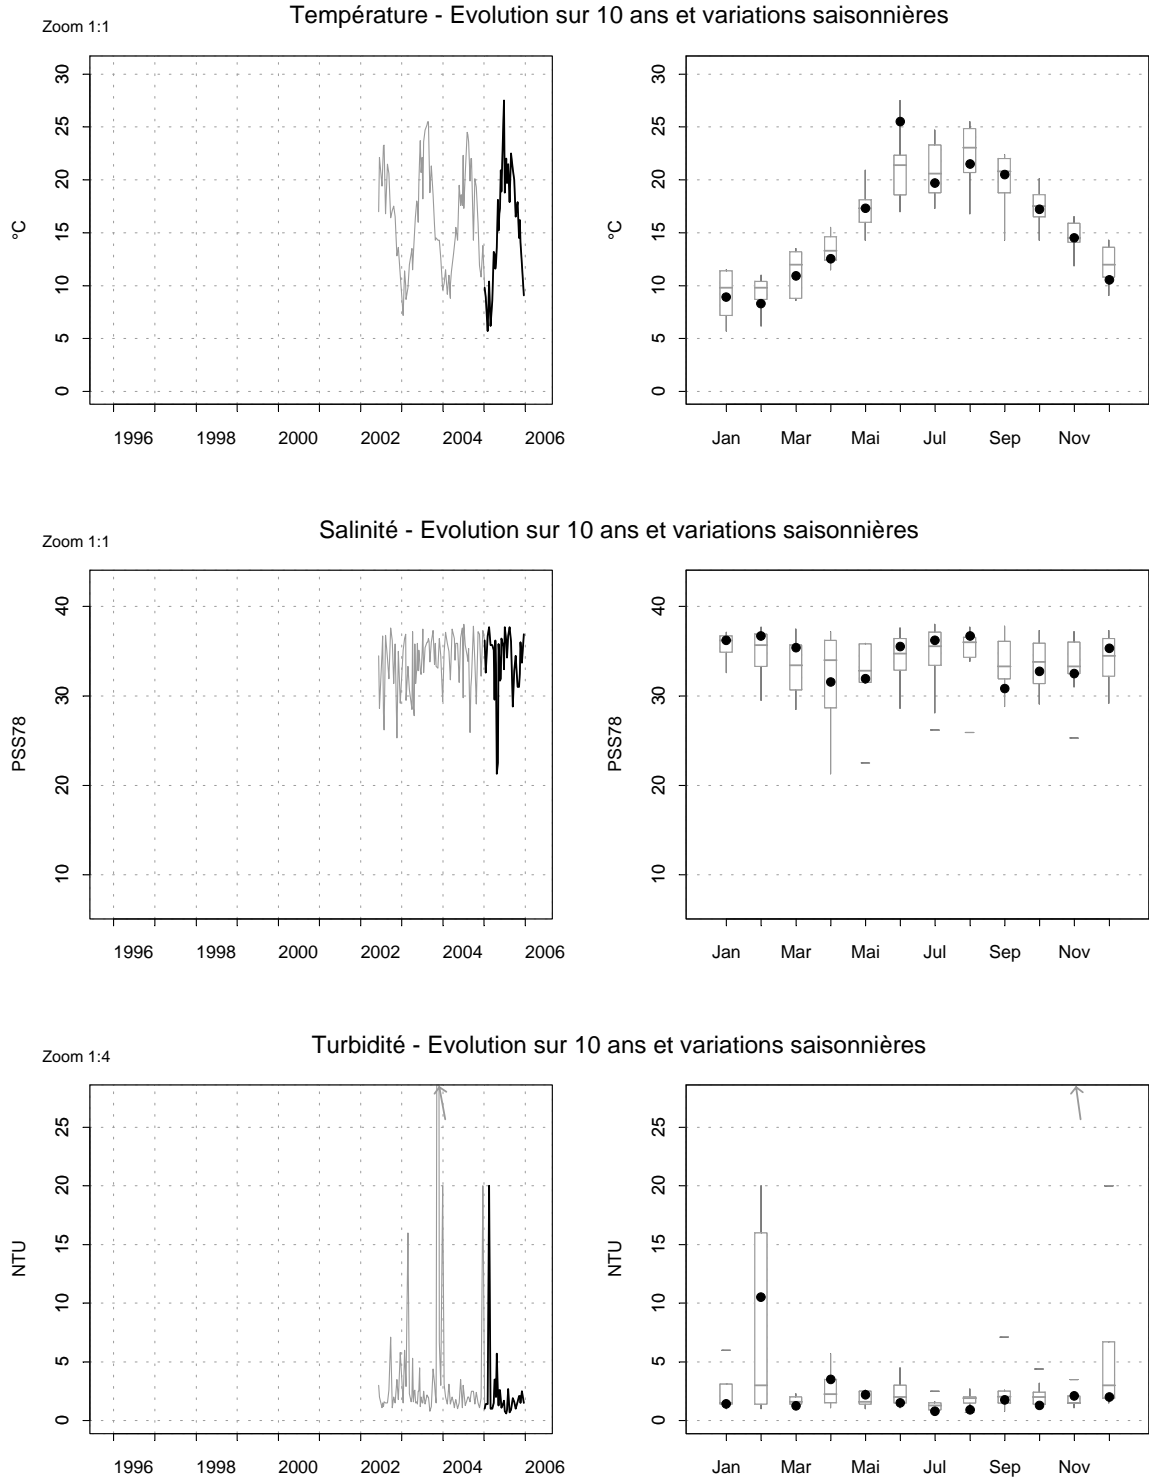 Température - Evolution sur 10 ans et variations saisonnières
Zoom 1:1
°C
0 5 10 15 20 25 30
1996 1998 2000 2002 2004 2006
°C
0 5 10 15 20 25 30
Jan Mar Mai Jul Sep Nov
Salinité - Evolution sur 10 ans et variations saisonnières
Zoom 1:1
PSS78
10 20 30 40
1996 1998 2000 2002 2004 2006
PSS78
10 20 30 40
Jan Mar Mai Jul Sep Nov
Turbidité - Evolution sur 10 ans et variations saisonnières
Zoom 1:4
NTU
0 5 10 15 20 25
1996 1998 2000 2002 2004 2006
NTU
0 5 10 15 20 25
Jan Mar Mai Jul Sep Nov